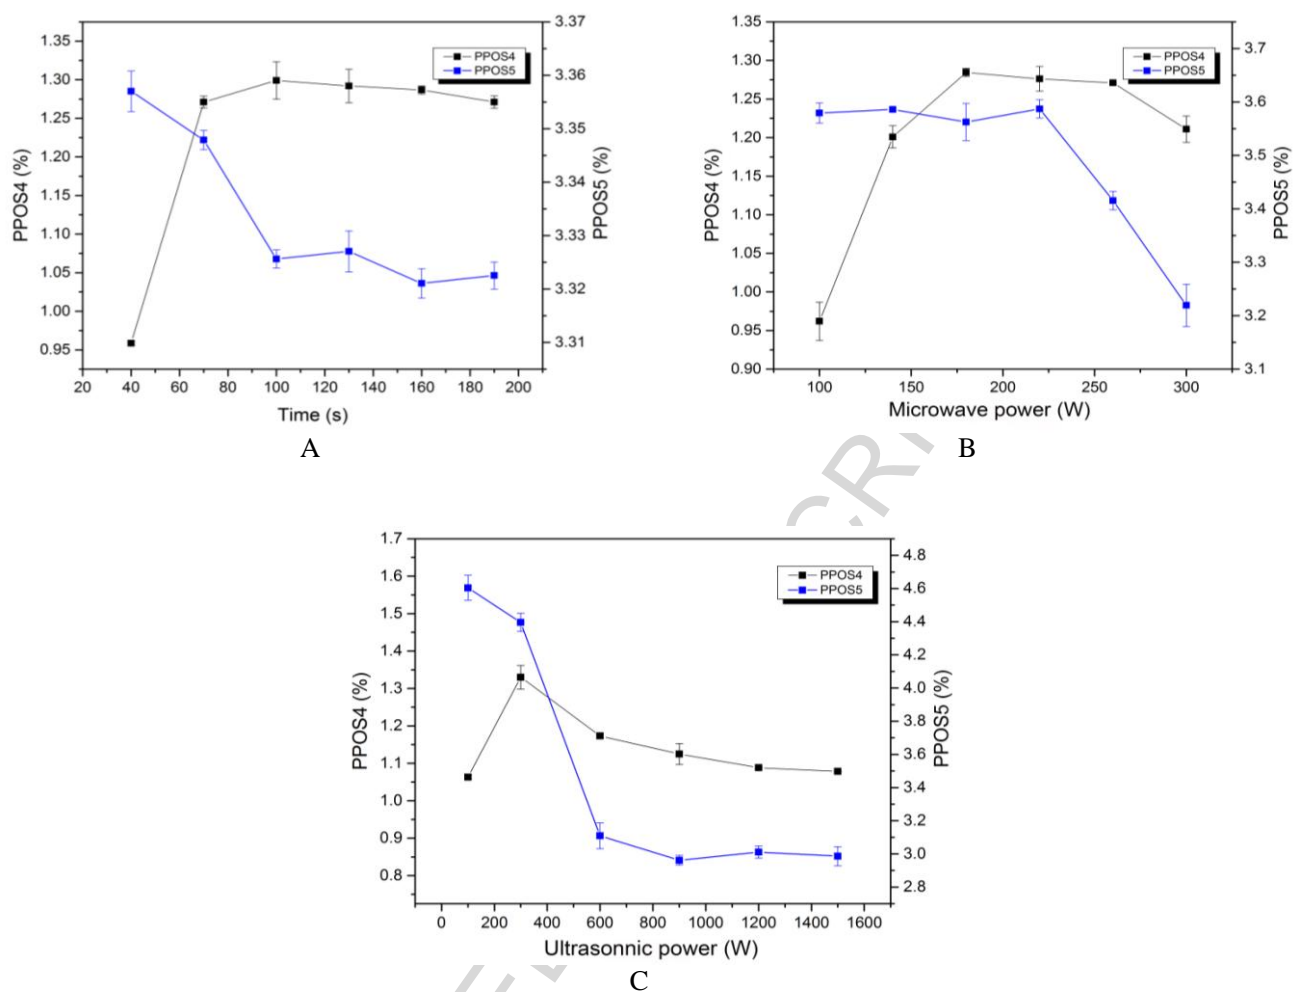 PPOS4 (%)
1.35
1.30
1.25
1.20
1.15
1.10
1.05
1.00
0.95
PPOS4
PPOS5
3.37
3.36
3.35
3.34
3.33
3.32
3.31
PPOS5 (%)
20 40 60 80 100 120 140 160 180 200
Time (s)
A
PPOS4 (%)
1.35
1.30
1.25
1.20
1.15
1.10
1.05
1.00
0.95
0.90
PPOS4
PPOS5
3.7
3.6
3.5
3.4
3.3
3.2
3.1
PPOS5 (%)
100 150 200 250 300
Microwave power (W)
B
PPOS4 (%)
1.7
1.6
1.5
1.4
1.3
1.2
1.1
1.0
0.9
0.8
PPOS4
PPOS5
4.8
4.6
4.4
4.2
4.0
3.8
3.6
3.4
3.2
3.0
2.8
PPOS5 (%)
0 200 400 600 800 1000 1200 1400 1600
Ultrasonnic power (W)
C